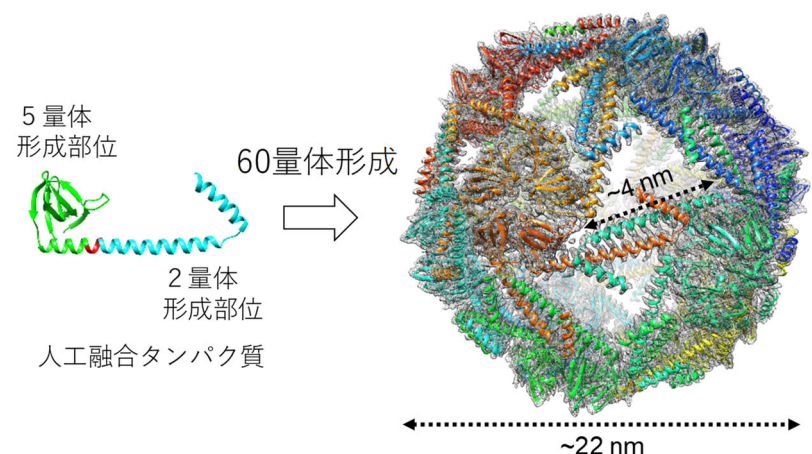 ５量体
形成部位
60量体形成
~4 nm
２量体
形成部位
人工融合タンパク質
~22 nm